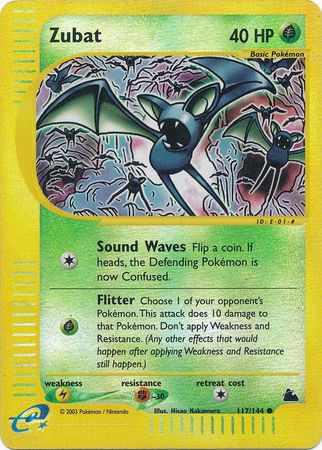 Zubat 40 HP
Basic Pokémon
ID: E-01-#
Sound Waves Flip a coin. If
heads, the Defending Pokémon is
now Confused.
Flitter Choose 1 of your opponent's
Pokémon. This attack does 10 damage to
that Pokémon. Don't apply Weakness and
Resistance. (Any other effects that would
happen after applying Weakness and Resistance
still happen.)
weakness resistance retreat cost
-30
e © 2003 Pokémon / Nintendo Illus. Hisao Nakamura 117/144 ●